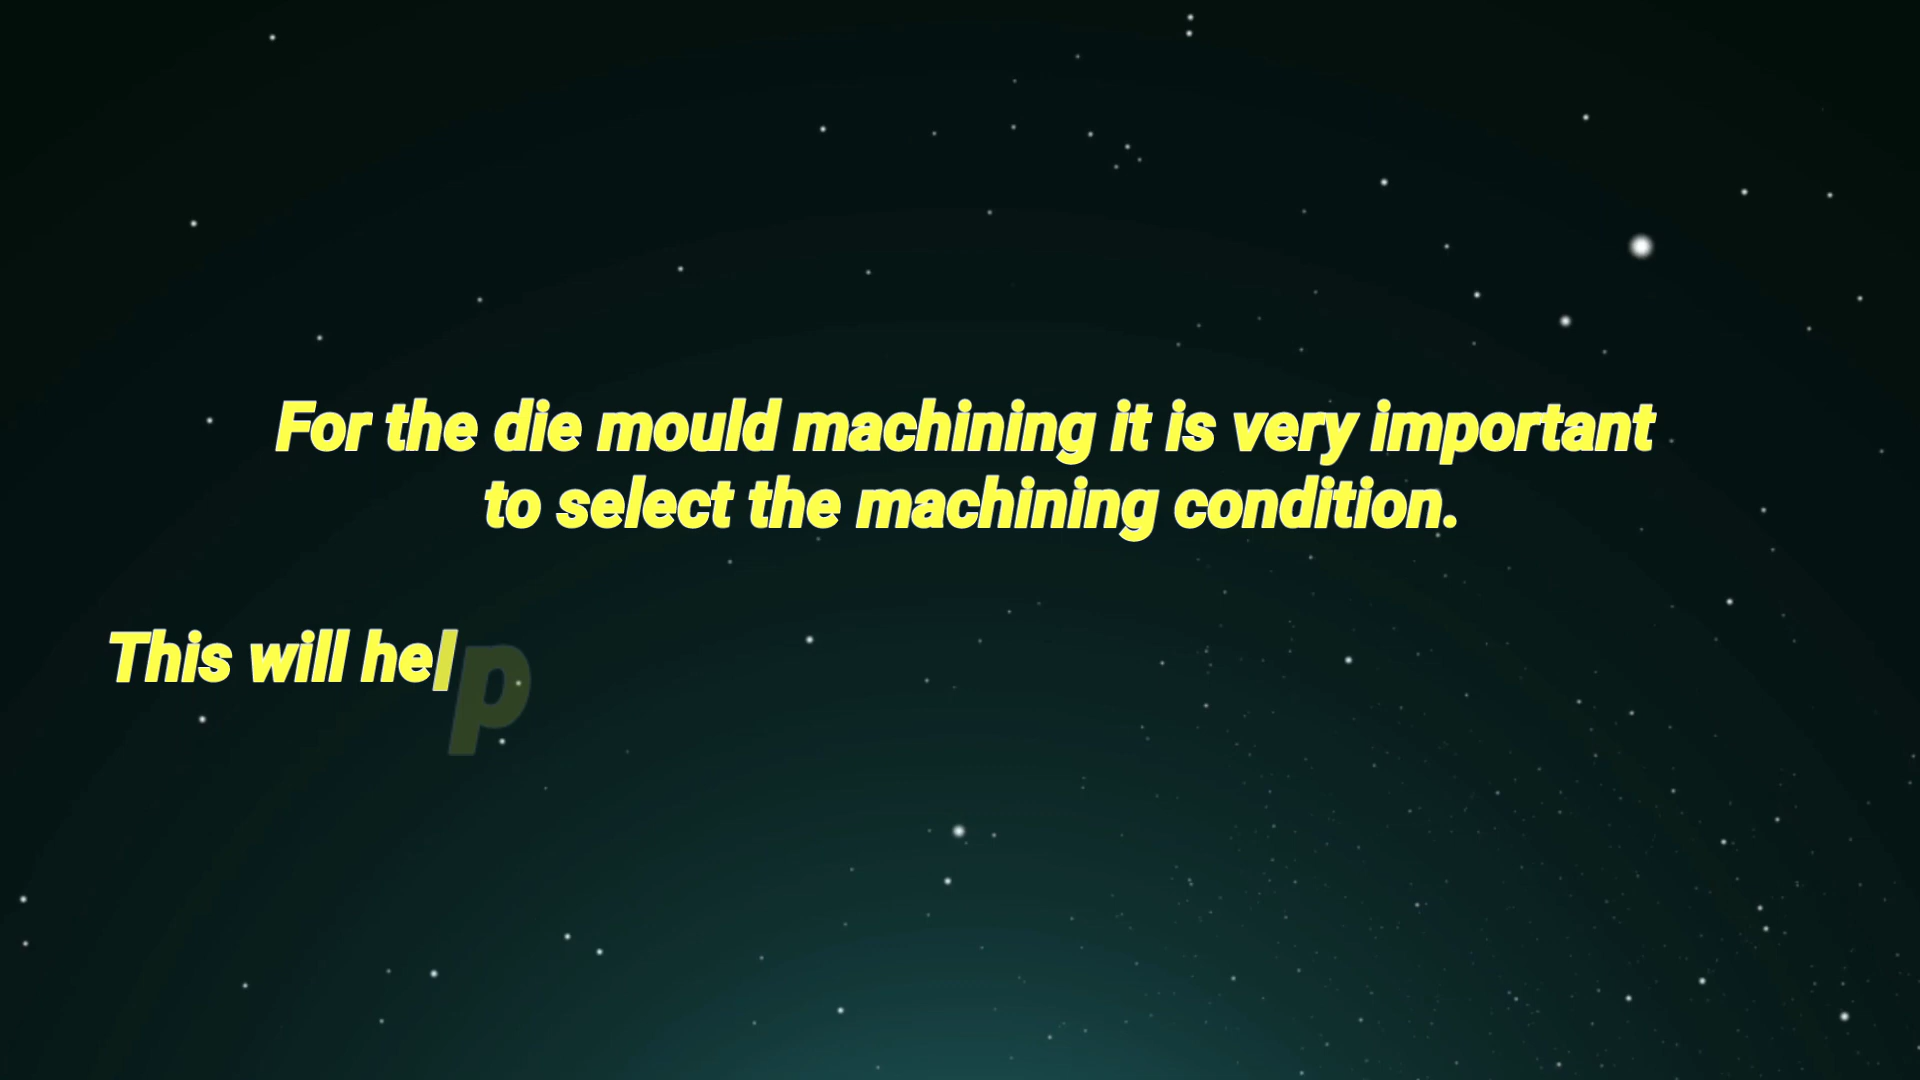 For the die mould machining it is very important
to select the machining condition.
This will help